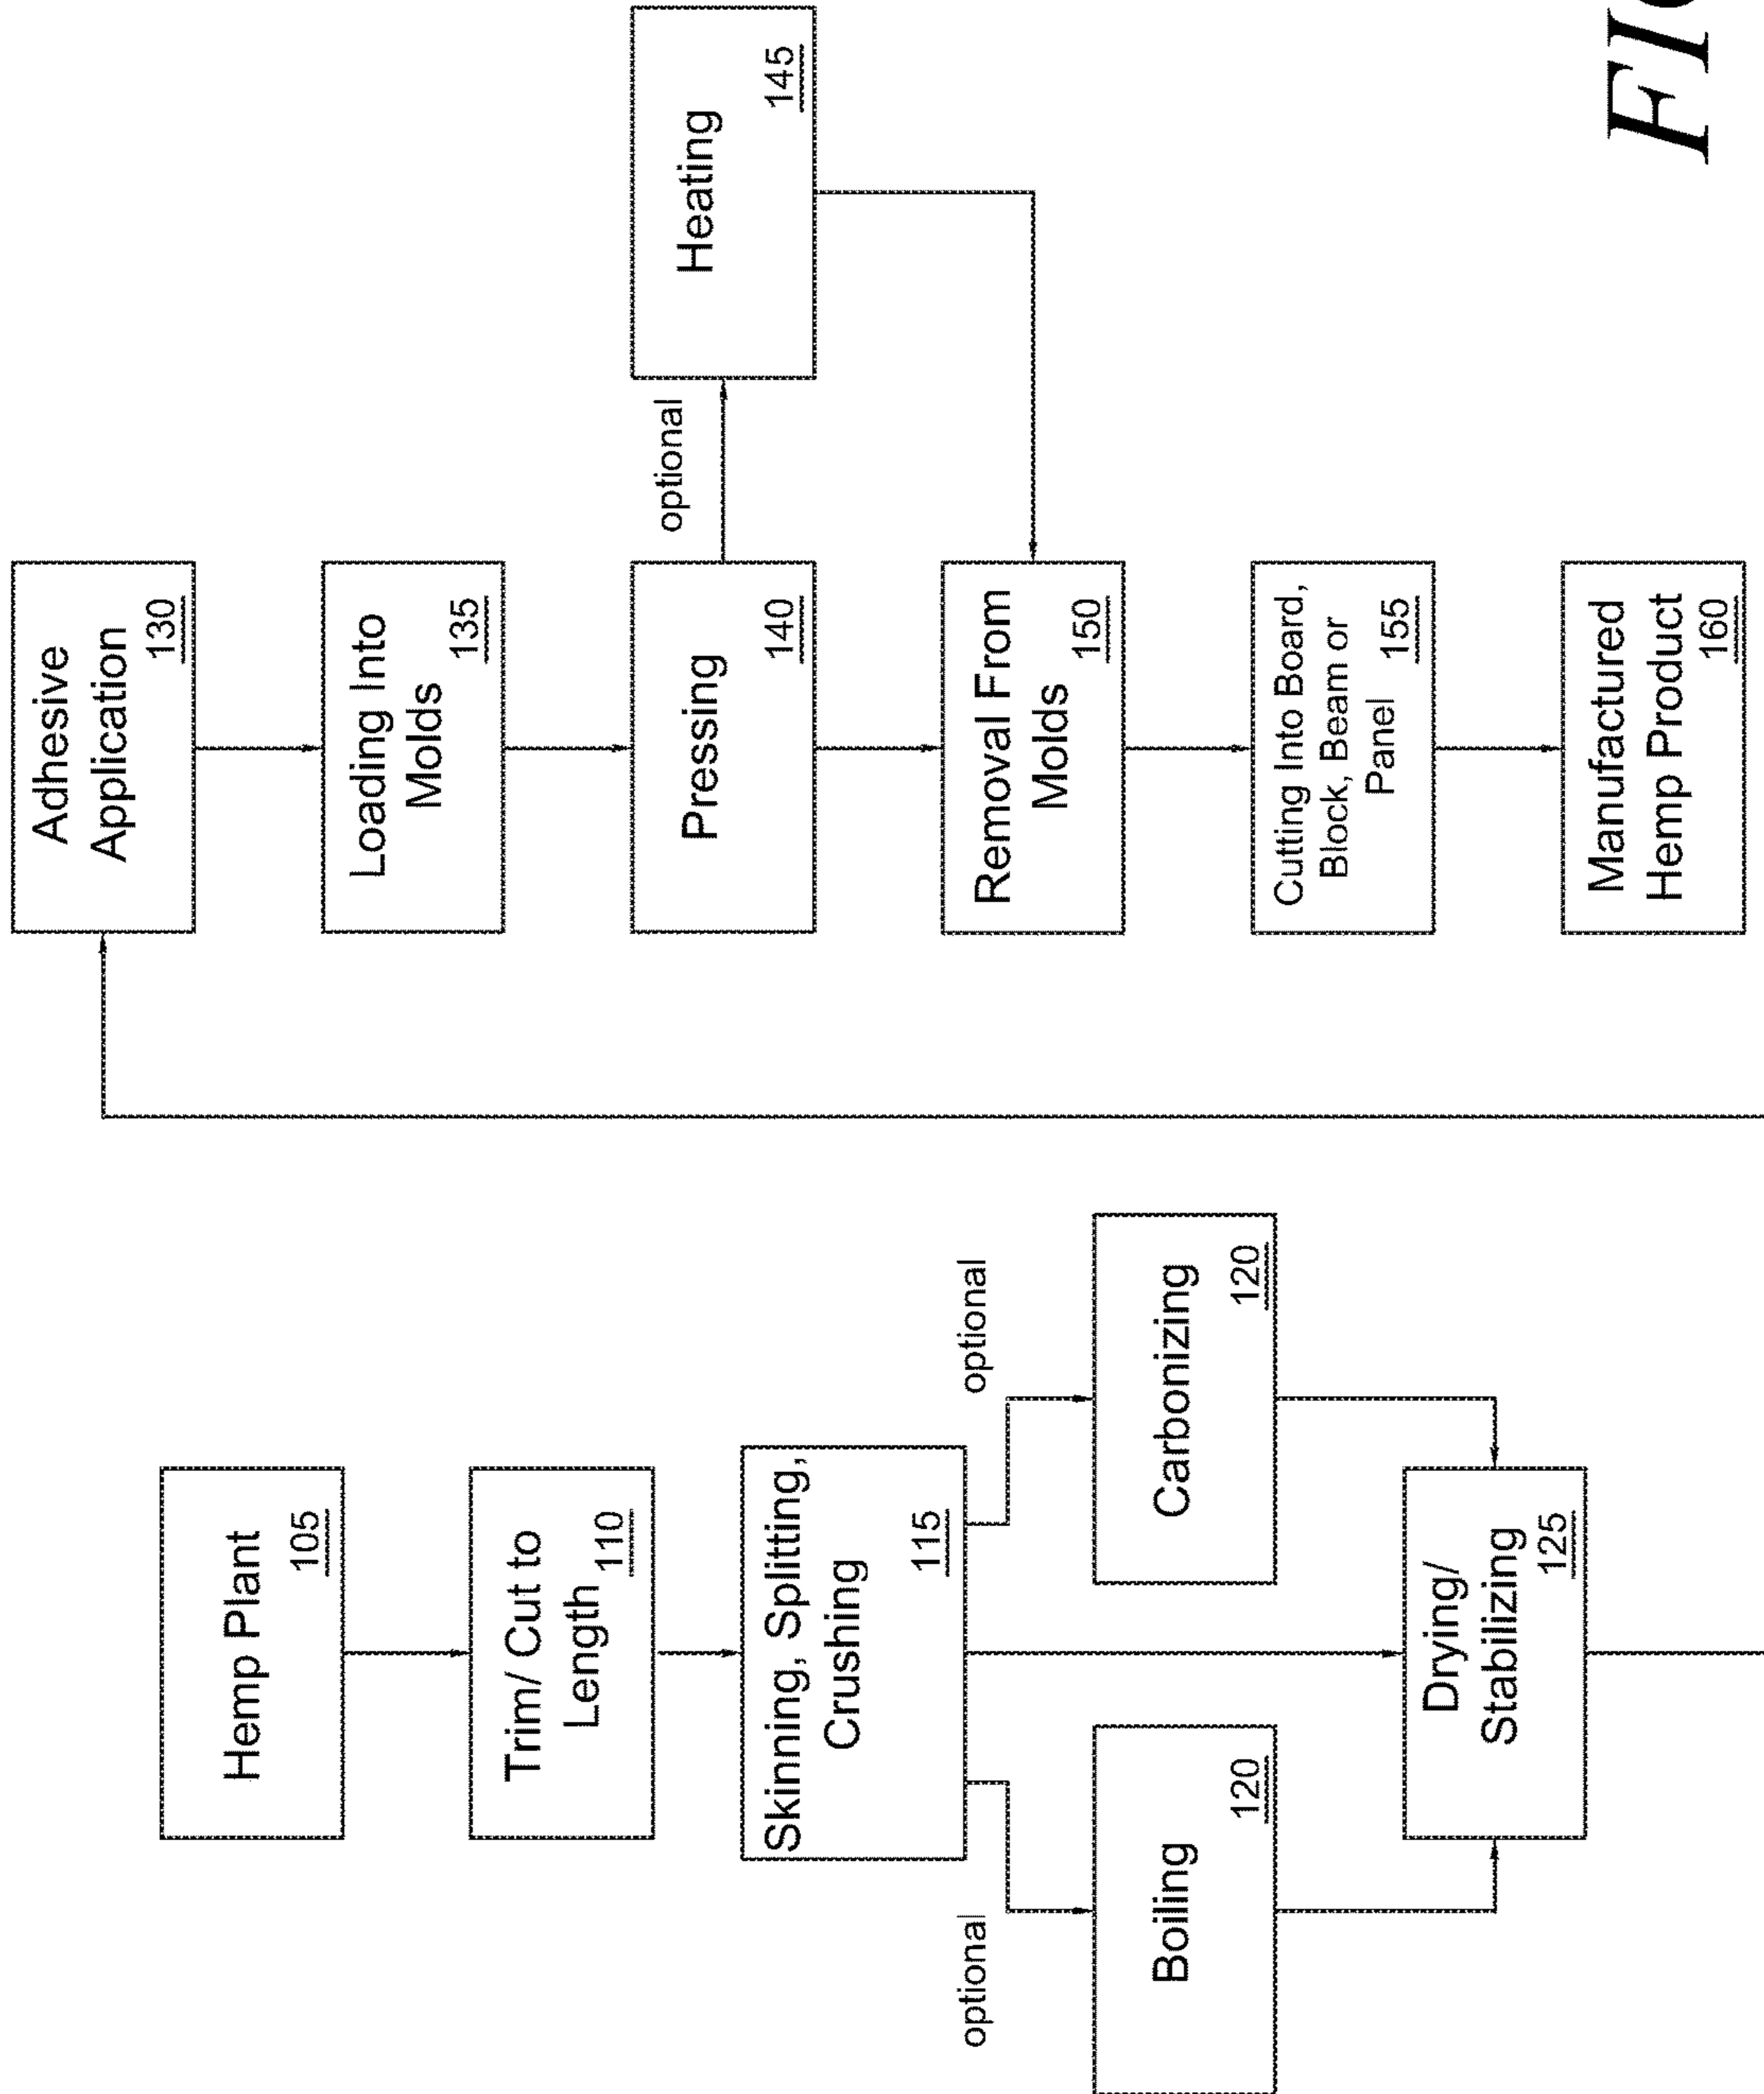 Hemp Plant
105
Trim/ Cut to
Length 110
Skinning, Splitting,
Crushing
115
optional
optional
Boiling
120
Carbonizing
120
Drying/
Stabilizing
125
Adhesive
Application
130
Loading Into
Molds
135
Pressing
140
optional
Heating
145
Removal From
Molds
150
Cutting Into Board,
Block, Beam or
Panel 155
Manufactured
Hemp Product
160